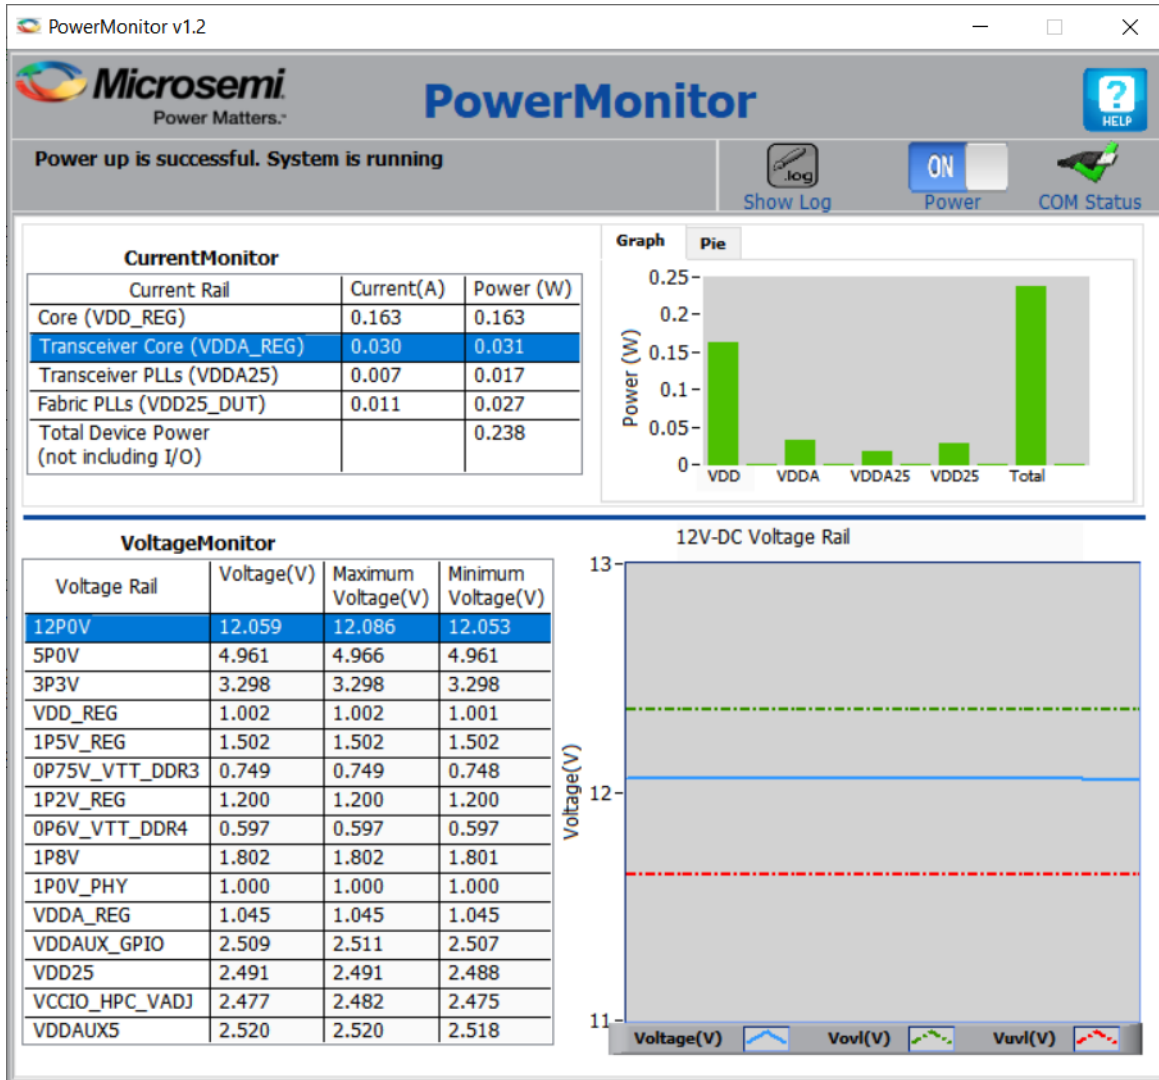 PowerMonitor v1.2
Microsemi
Power Matters.™
PowerMonitor
?
HELP
Power up is successful. System is running
.log
Show Log
ON
Power
COM Status
CurrentMonitor
Current Rail Current(A) Power (W)
Core (VDD_REG) 0.163 0.163
Transceiver Core (VDDA_REG) 0.030 0.031
Transceiver PLLs (VDDA25) 0.007 0.017
Fabric PLLs (VDD25_DUT) 0.011 0.027
Total Device Power 0.238
(not including I/O)
Graph Pie
Power (W)
0.25
0.2
0.15
0.1
0.05
0
VDD VDDA VDDA25 VDD25 Total
VoltageMonitor
Voltage Rail Voltage(V) Maximum Voltage(V) Minimum Voltage(V)
12P0V 12.059 12.086 12.053
5P0V 4.961 4.966 4.961
3P3V 3.298 3.298 3.298
VDD_REG 1.002 1.002 1.001
1P5V_REG 1.502 1.502 1.502
0P75V_VTT_DDR3 0.749 0.749 0.748
1P2V_REG 1.200 1.200 1.200
0P6V_VTT_DDR4 0.597 0.597 0.597
1P8V 1.802 1.802 1.801
1P0V_PHY 1.000 1.000 1.000
VDDA_REG 1.045 1.045 1.045
VDDAUX_GPIO 2.509 2.511 2.507
VDD25 2.491 2.491 2.488
VCCIO_HPC_VADJ 2.477 2.482 2.475
VDDAUX5 2.520 2.520 2.518
12V-DC Voltage Rail
Voltage(V)
13
12
11
Voltage(V) Vovl(V) Vuvl(V)